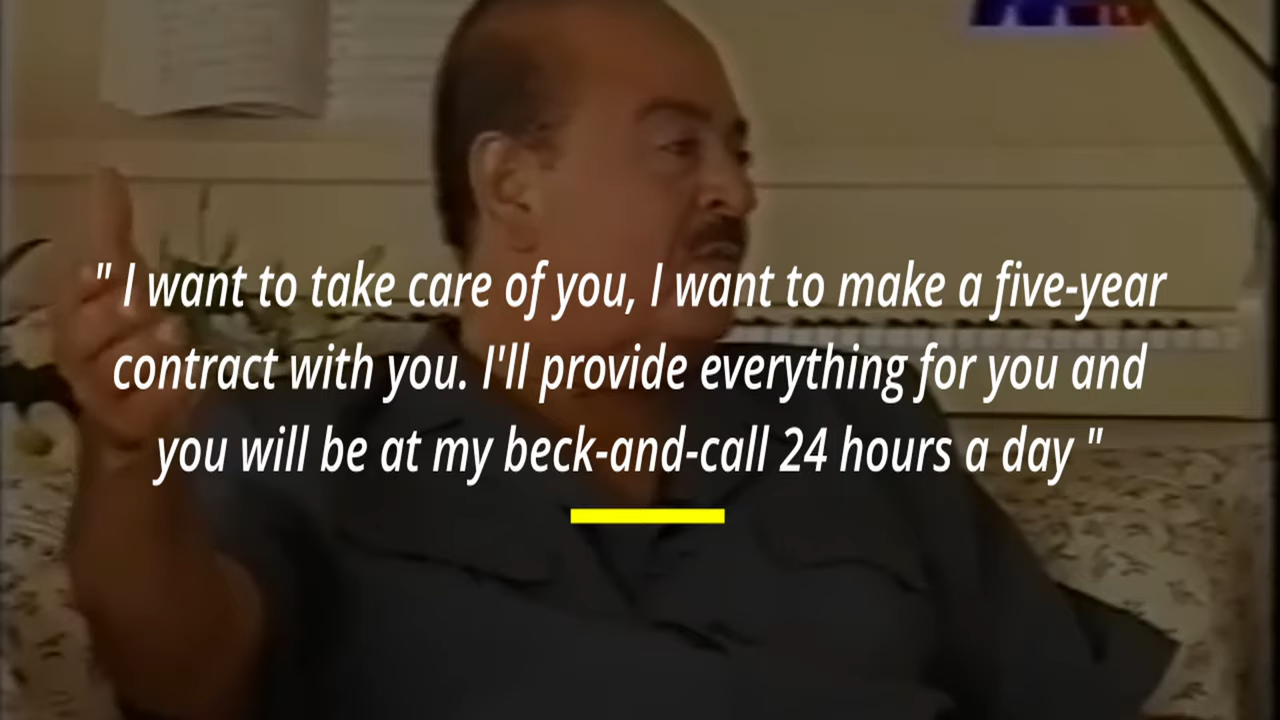 " I want to take care of you, I want to make a five-year
contract with you. I'll provide everything for you and
you will be at my beck-and-call 24 hours a day "